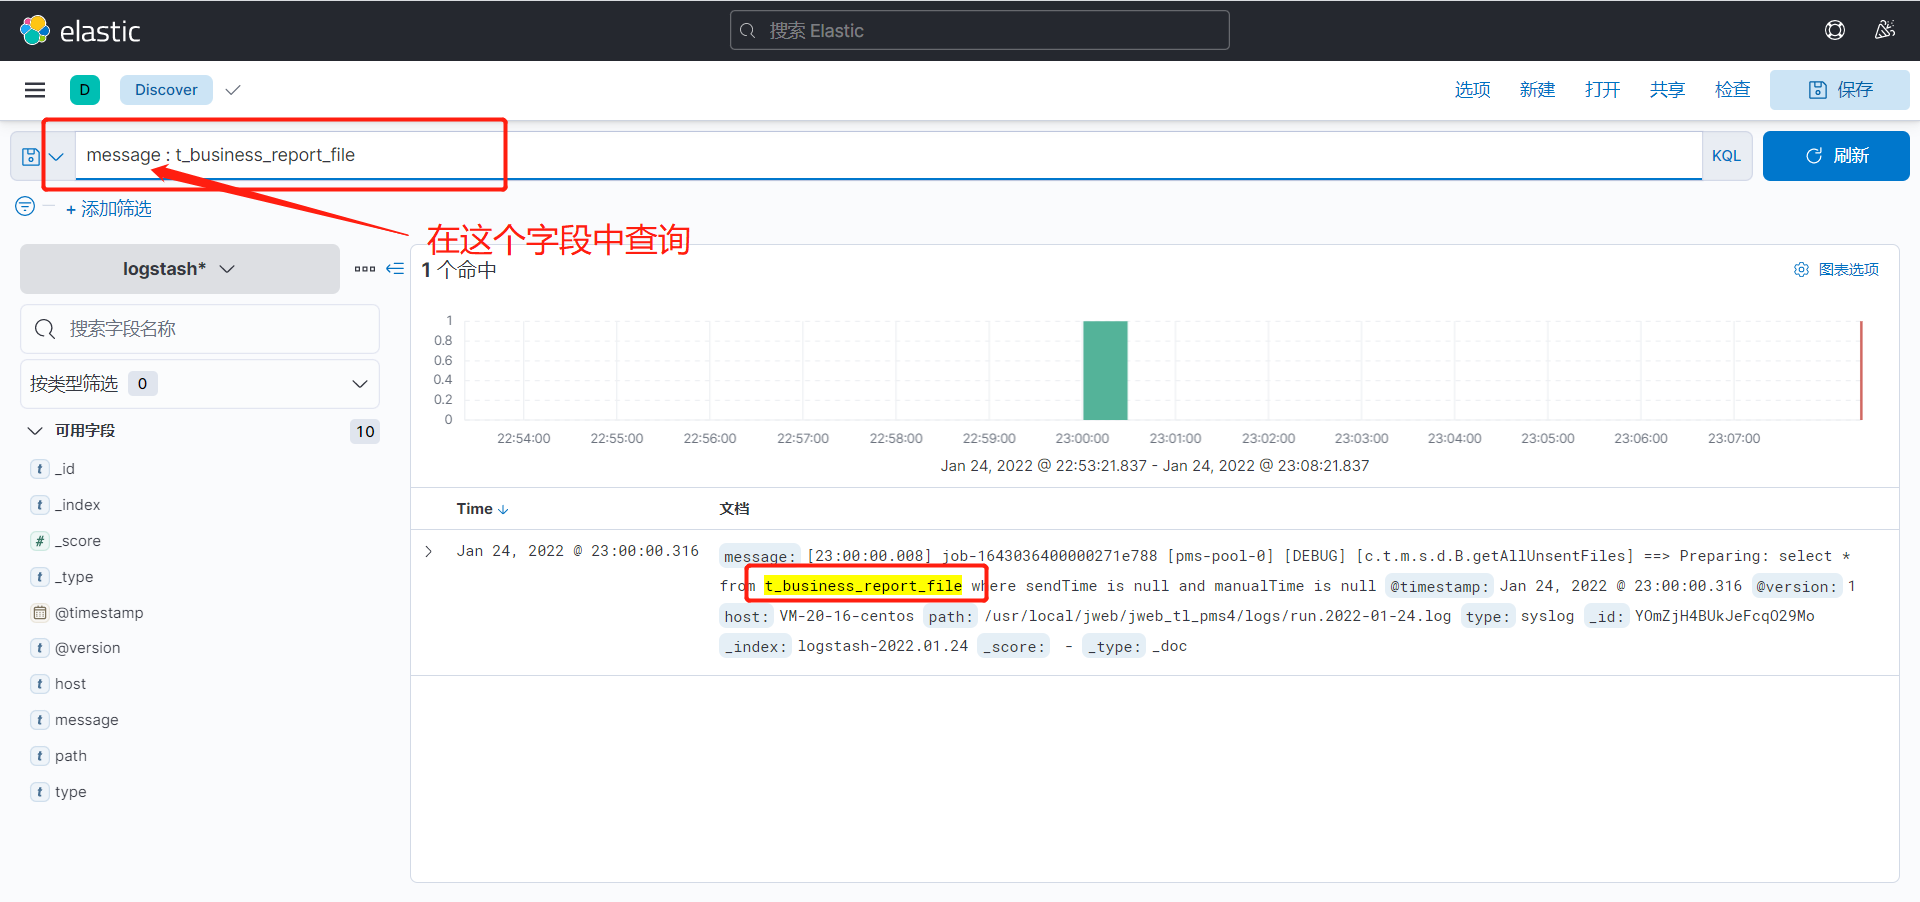 elastic
搜索 Elastic
D
Discover
选项
新建
打开
共享
检查
保存
message : t_business_report_file
KQL
刷新
+ 添加筛选
在这个字段中查询
logstash*
1 个命中
图表选项
搜索字段名称
按类型筛选 0
可用字段 10
t _id
t _index
# _score
t _type
@timestamp
t @version
t host
t message
t path
t type
1
0.8
0.6
0.4
0.2
0
22:54:00 22:55:00 22:56:00 22:57:00 22:58:00 22:59:00 23:00:00 23:01:00 23:02:00 23:03:00 23:04:00 23:05:00 23:06:00 23:07:00
Jan 24, 2022 @ 22:53:21.837 - Jan 24, 2022 @ 23:08:21.837
Time 文档
Jan 24, 2022 @ 23:00:00.316
message: [23:00:00.008] job-1643036400000271e788 [pms-pool-0] [DEBUG] [c.t.m.s.d.B.getAllUnsentFiles] ==> Preparing: select *
from t_business_report_file where sendTime is null and manualTime is null @timestamp: Jan 24, 2022 @ 23:00:00.316 @version: 1
host: VM-20-16-centos path: /usr/local/jweb/jweb_tl_pms4/logs/run.2022-01-24.log type: syslog _id: YOmZjH4BUkJeFcqO29Mo
_index: logstash-2022.01.24 _score: - _type: _doc